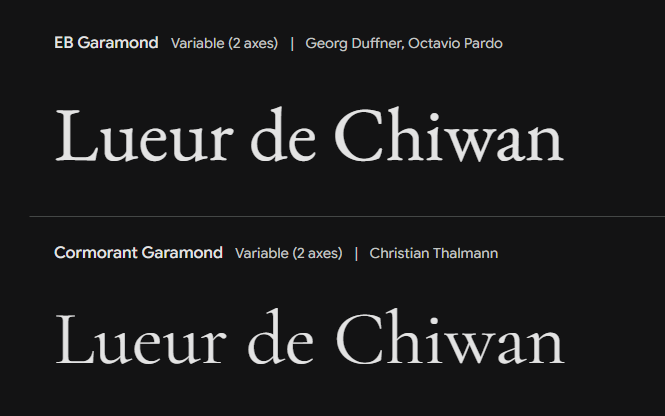 EB Garamond Variable (2 axes) | Georg Duffner, Octavio Pardo
Lueur de Chiwan
Cormorant Garamond Variable (2 axes) | Christian Thalmann
Lueur de Chiwan